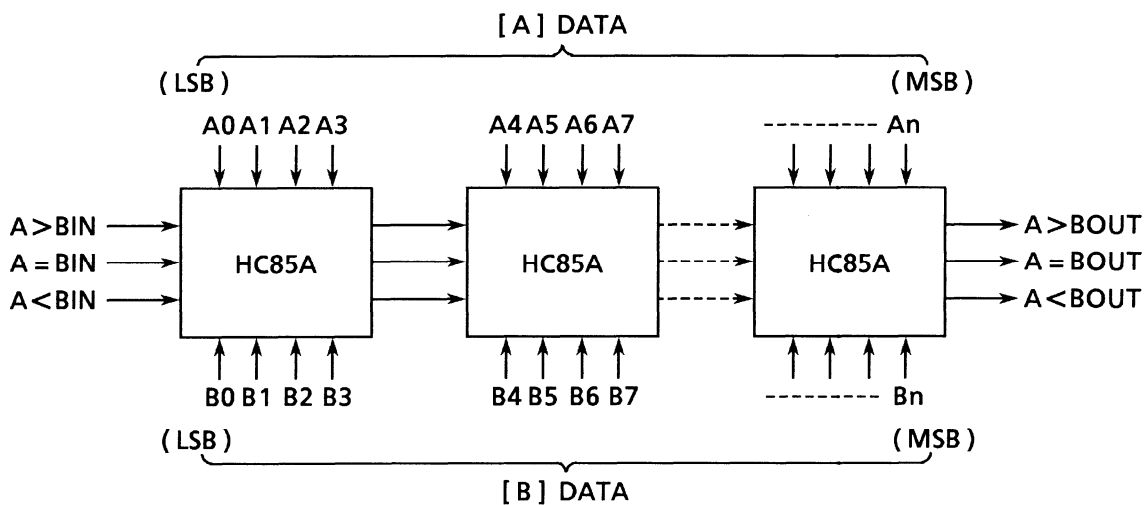 [ A ] DATA
(LSB) (MSB)
A0 A1 A2 A3 A4 A5 A6 A7 ---------- An
A>BIN A>BOUT
A=BIN HC85A HC85A HC85A A=BOUT
A<BIN A<BOUT
B0 B1 B2 B3 B4 B5 B6 B7 ---------- Bn
(LSB) (MSB)
[ B ] DATA